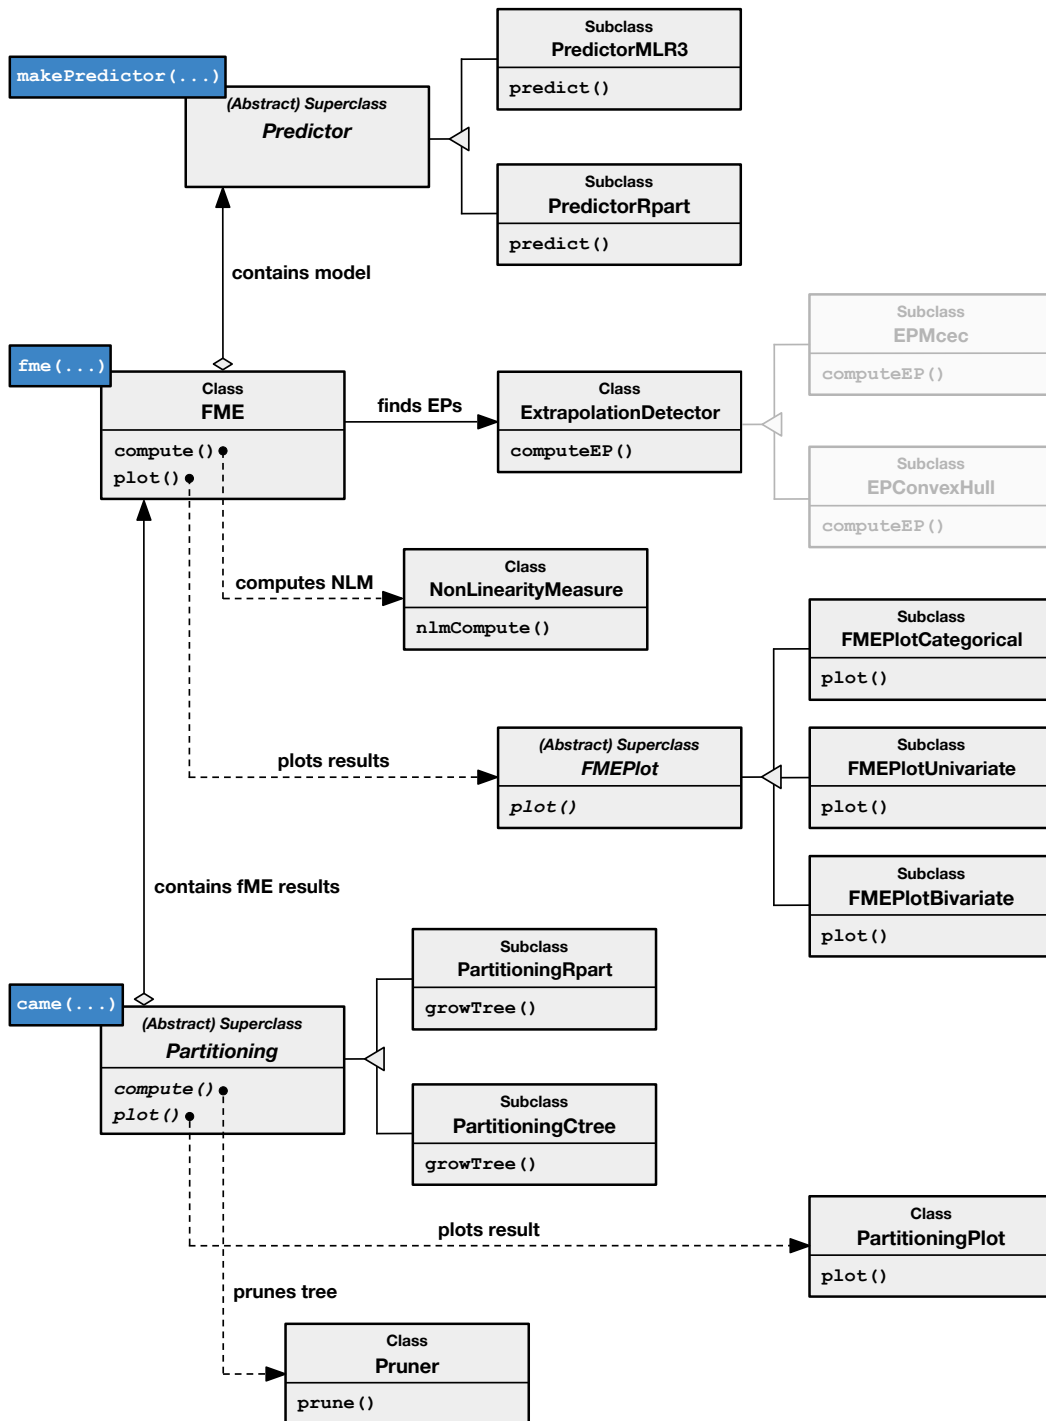 Subclass
PredictorMLR3
predict()
makePredictor(...)
(Abstract) Superclass
Predictor
Subclass
PredictorRpart
predict()
contains model
Subclass
EPMcec
computeEP()
fme(...)
Class
FME
compute()
plot()
finds EPs
Class
ExtrapolationDetector
computeEP()
Subclass
EPConvexHull
computeEP()
computes NLM
Class
NonLinearityMeasure
nlmCompute()
Subclass
FMEPlotCategorical
plot()
plots results
(Abstract) Superclass
FMEPlot
plot()
Subclass
FMEPlotUnivariate
plot()
Subclass
FMEPlotBivariate
plot()
contains fME results
Subclass
PartitioningRpart
growTree()
came(...)
(Abstract) Superclass
Partitioning
compute()
plot()
Subclass
PartitioningCtree
growTree()
plots result
Class
PartitioningPlot
plot()
prunes tree
Class
Pruner
prune()